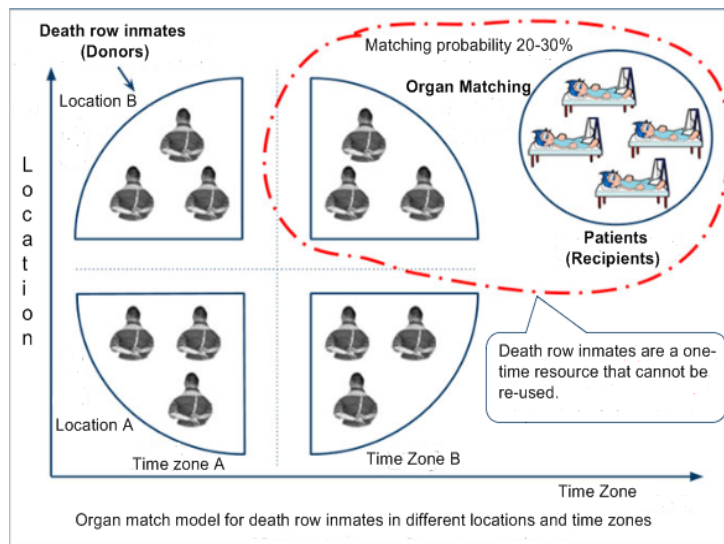 Death row inmates
(Donors)
Matching probability 20-30%
Location B
Organ Matching
Location
Patients
(Recipients)
Death row inmates are a one-
time resource that cannot be
re-used.
Location A
Time zone A
Time Zone B
Time Zone
Organ match model for death row inmates in different locations and time zones